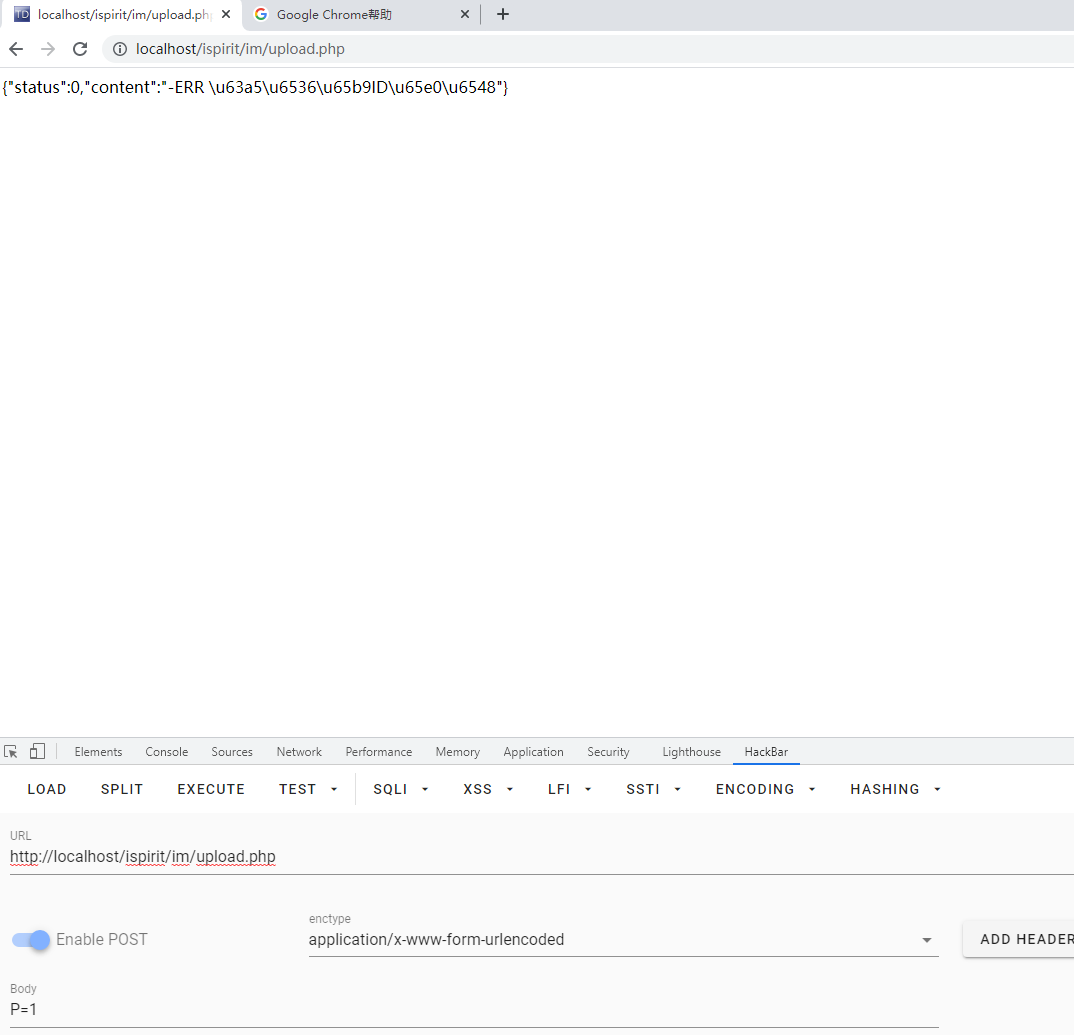 TD localhost/ispirit/im/upload.php
Google Chrome帮助
localhost/ispirit/im/upload.php
{"status":0,"content":"-ERR \u63a5\u6536\u65b9ID\u65e0\u6548"}
Elements Console Sources Network Performance Memory Application Security Lighthouse HackBar
LOAD SPLIT EXECUTE TEST SQLI XSS LFI SSTI ENCODING HASHING
URL
http://localhost/ispirit/im/upload.php
enctype
Enable POST application/x-www-form-urlencoded ADD HEADER
Body
P=1